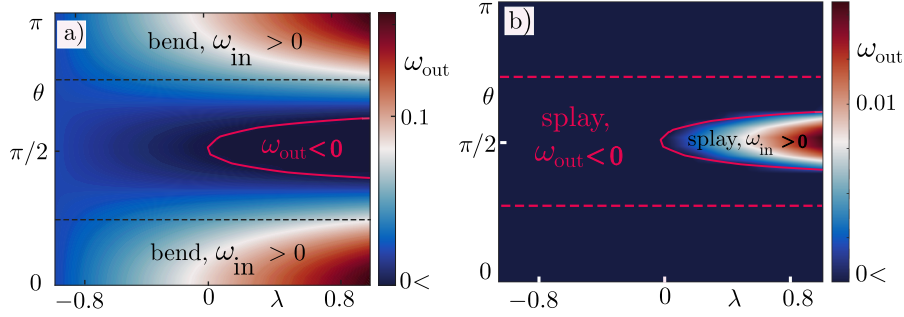 a)
π
bend, ω_in > 0
θ
π/2
ω_out < 0
bend, ω_in > 0
0
−0.8
0
λ
0.8
ω_out
0.1
0<
b)
π
θ
splay,
ω_out < 0
π/2
splay, ω_in > 0
0
−0.8
0
λ
0.8
ω_out
0.01
0<